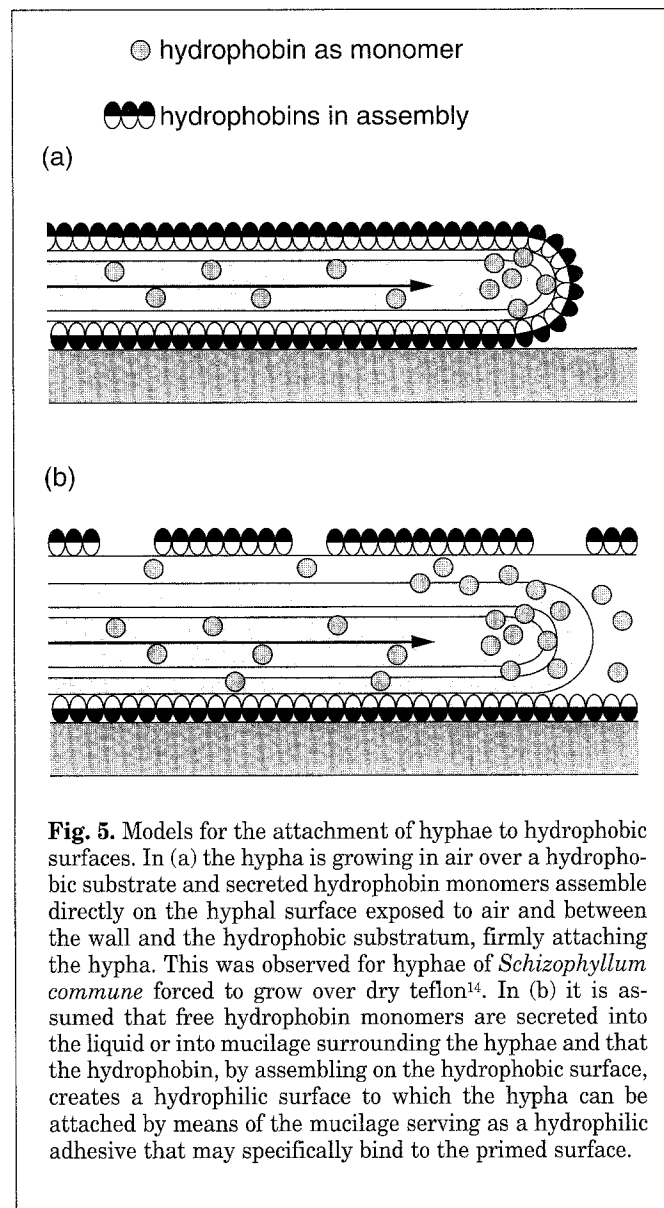 hydrophobin as monomer
hydrophobins in assembly
(a)
(b)
Fig. 5. Models for the attachment of hyphae to hydrophobic
surfaces. In (a) the hypha is growing in air over a hydropho-
bic substrate and secreted hydrophobin monomers assemble
directly on the hyphal surface exposed to air and between
the wall and the hydrophobic substratum, firmly attaching
the hypha. This was observed for hyphae of Schizophyllum
commune forced to grow over dry teflon¹⁴. In (b) it is as-
sumed that free hydrophobin monomers are secreted into
the liquid or into mucilage surrounding the hyphae and that
the hydrophobin, by assembling on the hydrophobic surface,
creates a hydrophilic surface to which the hypha can be
attached by means of the mucilage serving as a hydrophilic
adhesive that may specifically bind to the primed surface.